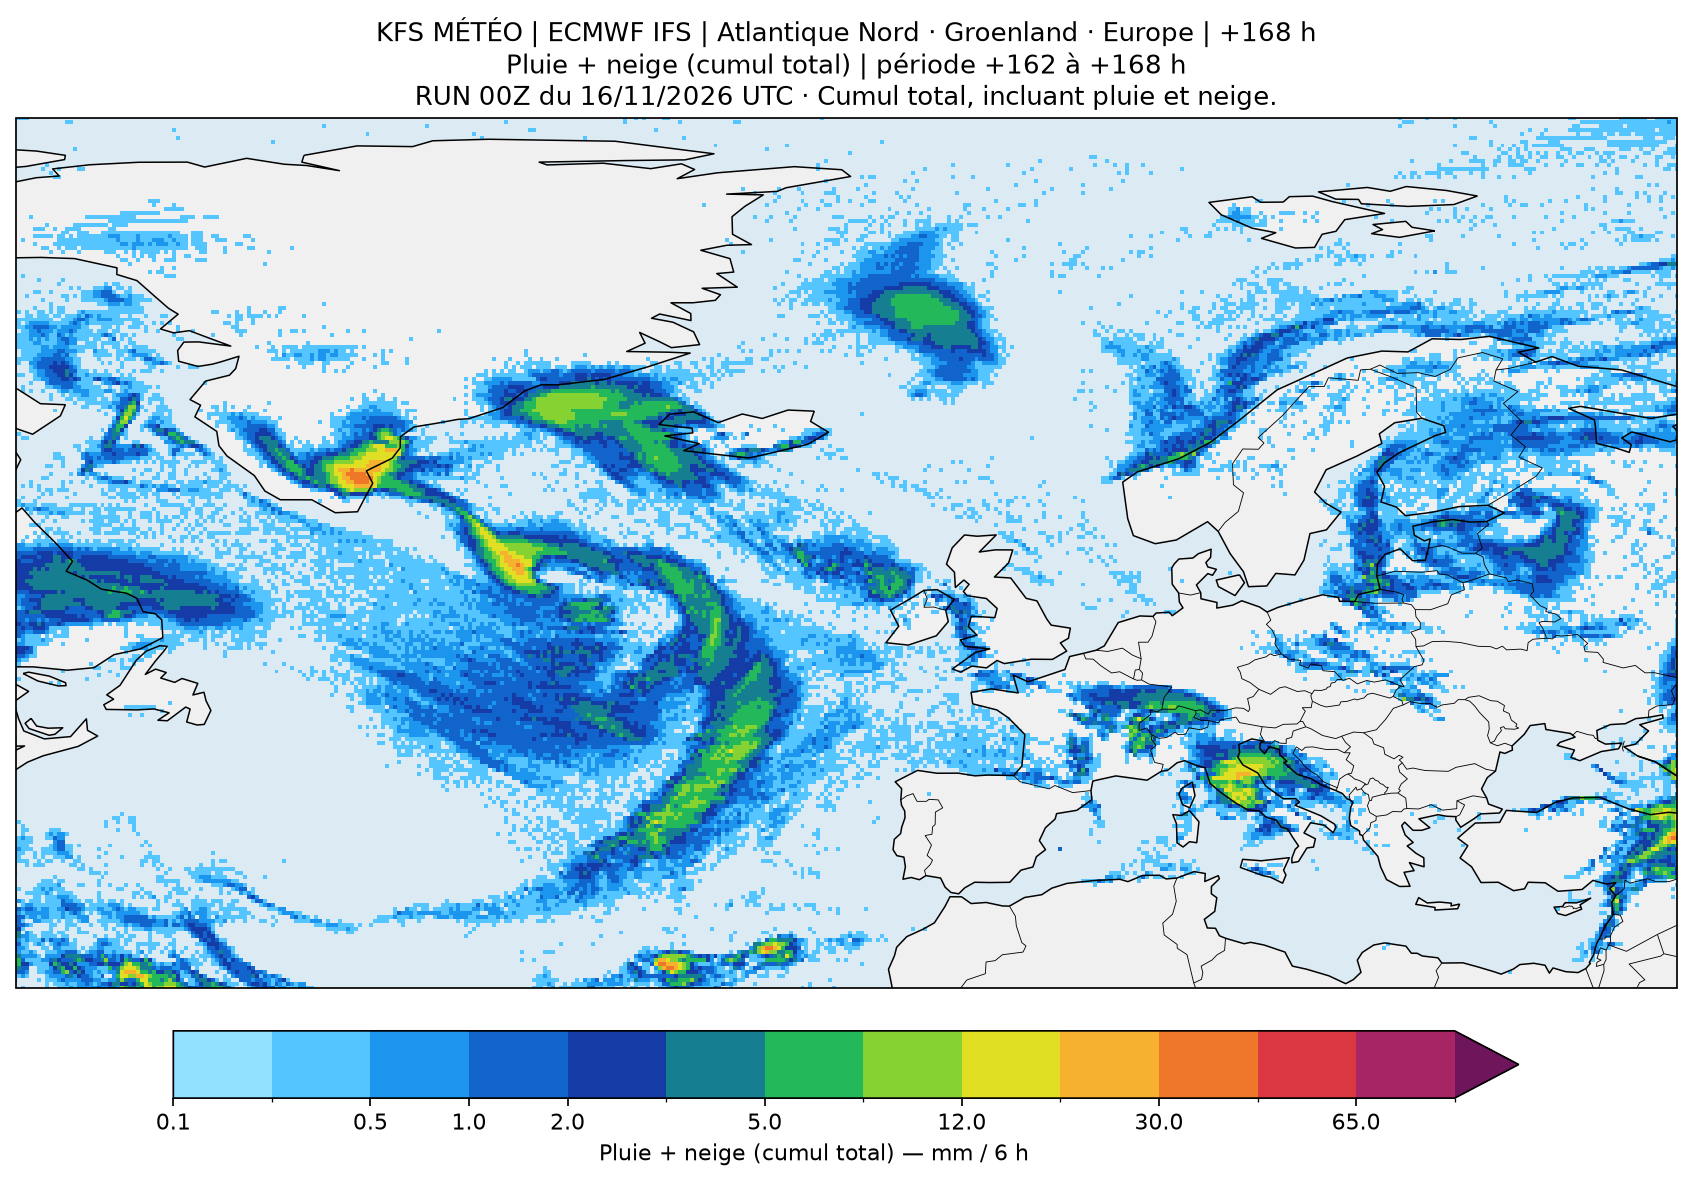 KFS MÉTÉO | ECMWF IFS | Atlantique Nord · Groenland · Europe | +168 h
Pluie + neige (cumul total) | période +162 à +168 h
RUN 00Z du 16/11/2026 UTC · Cumul total, incluant pluie et neige.
0.1 0.5 1.0 2.0 5.0 12.0 30.0 65.0
Pluie + neige (cumul total) — mm / 6 h